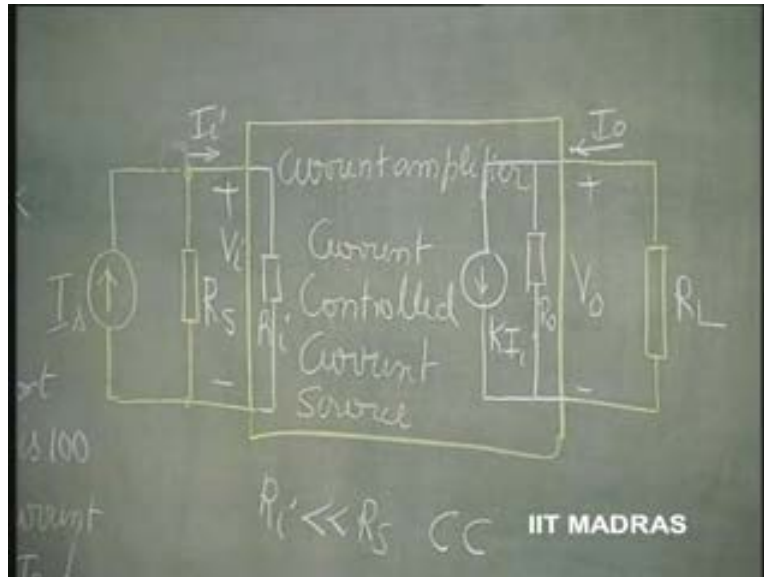 Ii Io
Current amplifier
+ +
Vi Current Vo
Is RS Ri Controlled Ro RL
KIi
Current
- -
Source
s 100
Ri << RS CC IIT MADRAS